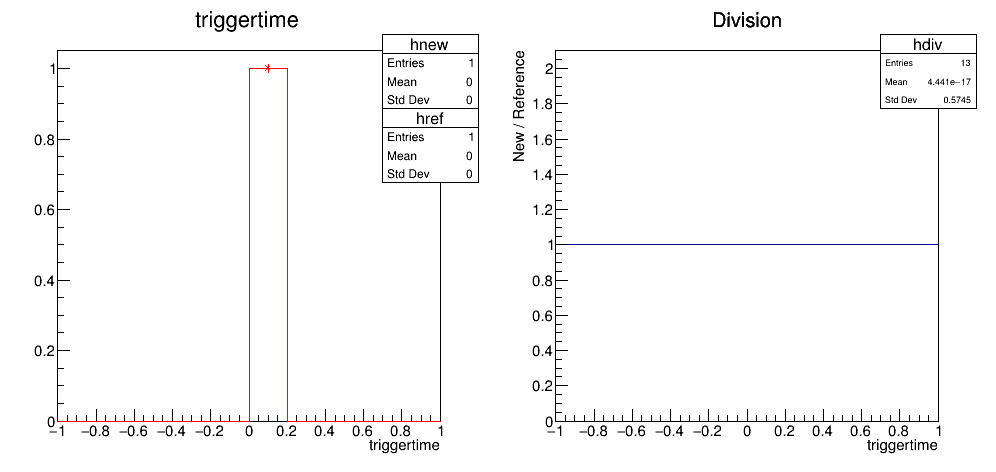 triggertime
hnew
Entries 1
Mean 0
Std Dev 0
href
Entries 1
Mean 0
Std Dev 0
1
0.8
0.6
0.4
0.2
0
−1 −0.8 −0.6 −0.4 −0.2 0 0.2 0.4 0.6 0.8 1
triggertime
Division
hdiv
Entries 13
Mean 4.441e−17
Std Dev 0.5745
New / Reference
2
1.8
1.6
1.4
1.2
1
0.8
0.6
0.4
0.2
0
−1 −0.8 −0.6 −0.4 −0.2 0 0.2 0.4 0.6 0.8 1
triggertime